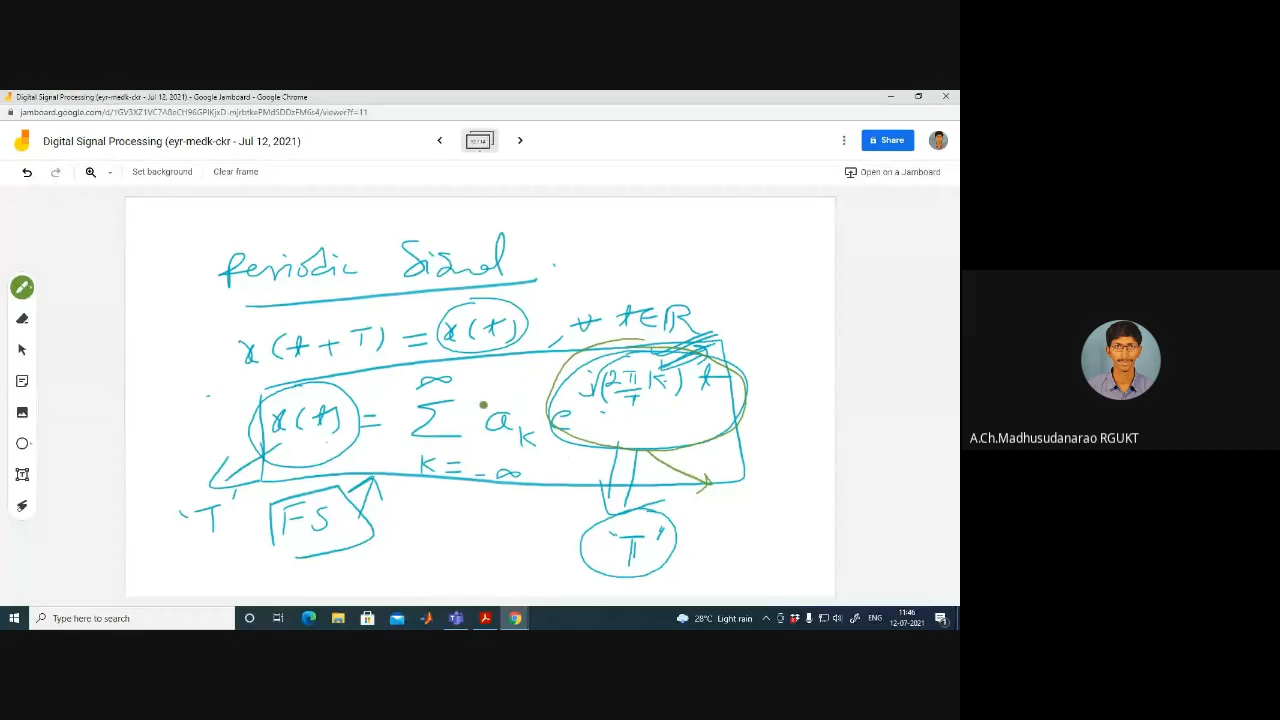 Digital Signal Processing (eyr-medk-ckr - Jul 12, 2021) - Google Jamboard - Google Chrome
Digital Signal Processing (eyr-medk-ckr - Jul 12, 2021)
Share
Set background
Clear frame
Open on a Jamboard
Periodic Signal.
x(t+T) = x(t), ∀ t∈R
x(t) = ∞ Σ k=-∞ a_k e^{j(2π/T k) t}
'T'
FS
'T'
A.Ch.Madhusudanarao RGUKT
Type here to search
28°C Light rain
ENG
11:46
12-07-2021